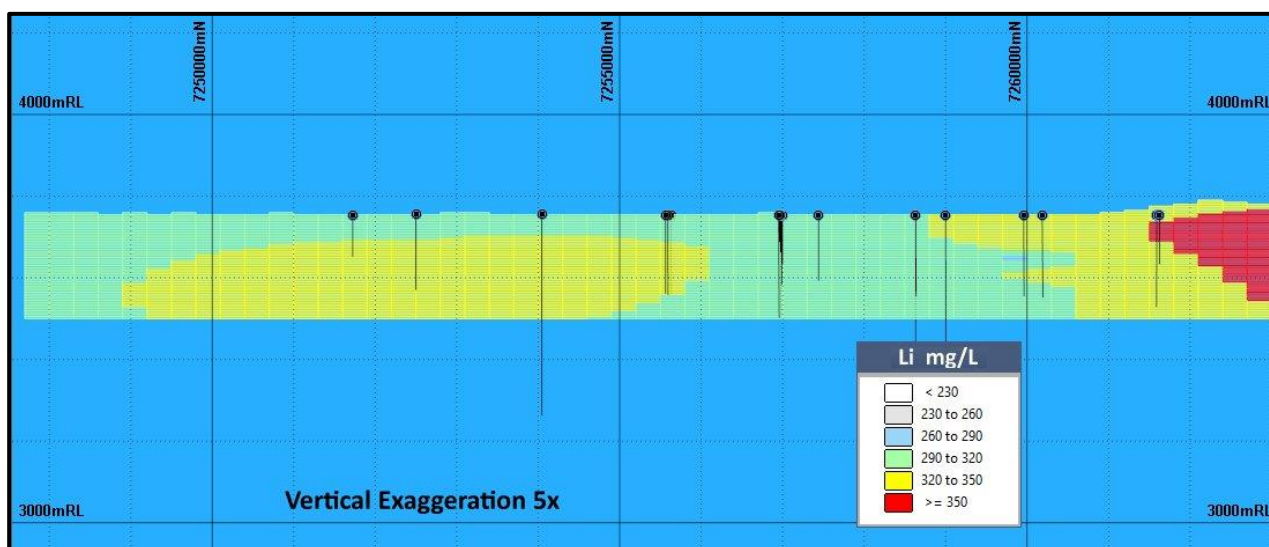 7250000mN
7255000mN
7260000mN
4000mRL
4000mRL
Li mg/L
< 230
230 to 260
260 to 290
290 to 320
320 to 350
>= 350
Vertical Exaggeration 5x
3000mRL
3000mRL